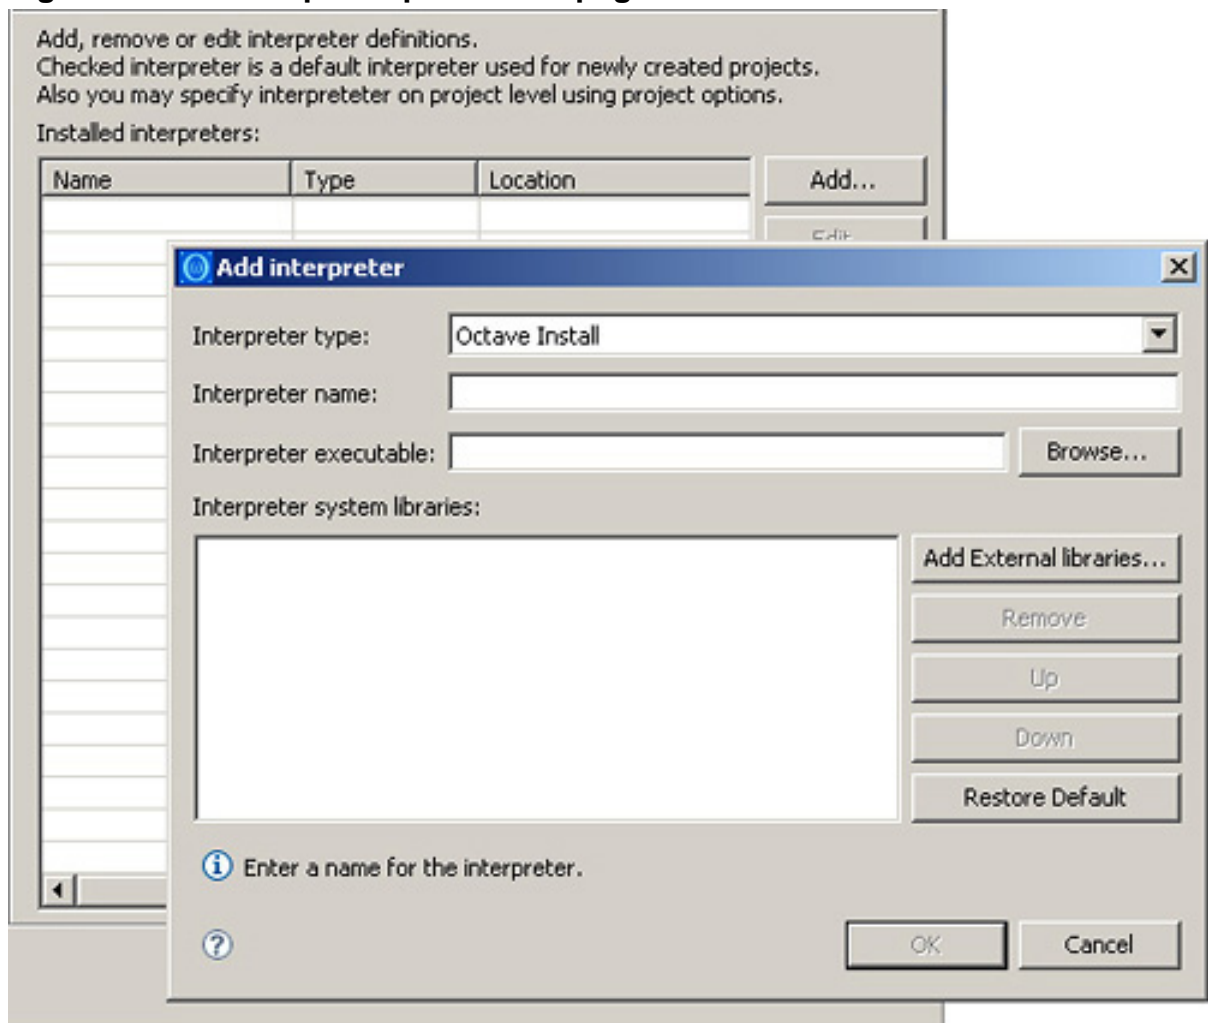 Add, remove or edit interpreter definitions.
Checked interpreter is a default interpreter used for newly created projects.
Also you may specify interpreteter on project level using project options.
Installed interpreters:
Name Type Location Add...
Edit...
Add interpreter
Interpreter type: Octave Install
Interpreter name:
Interpreter executable: Browse...
Interpreter system libraries:
Add External libraries...
Remove
Up
Down
Restore Default
Enter a name for the interpreter.
OK Cancel